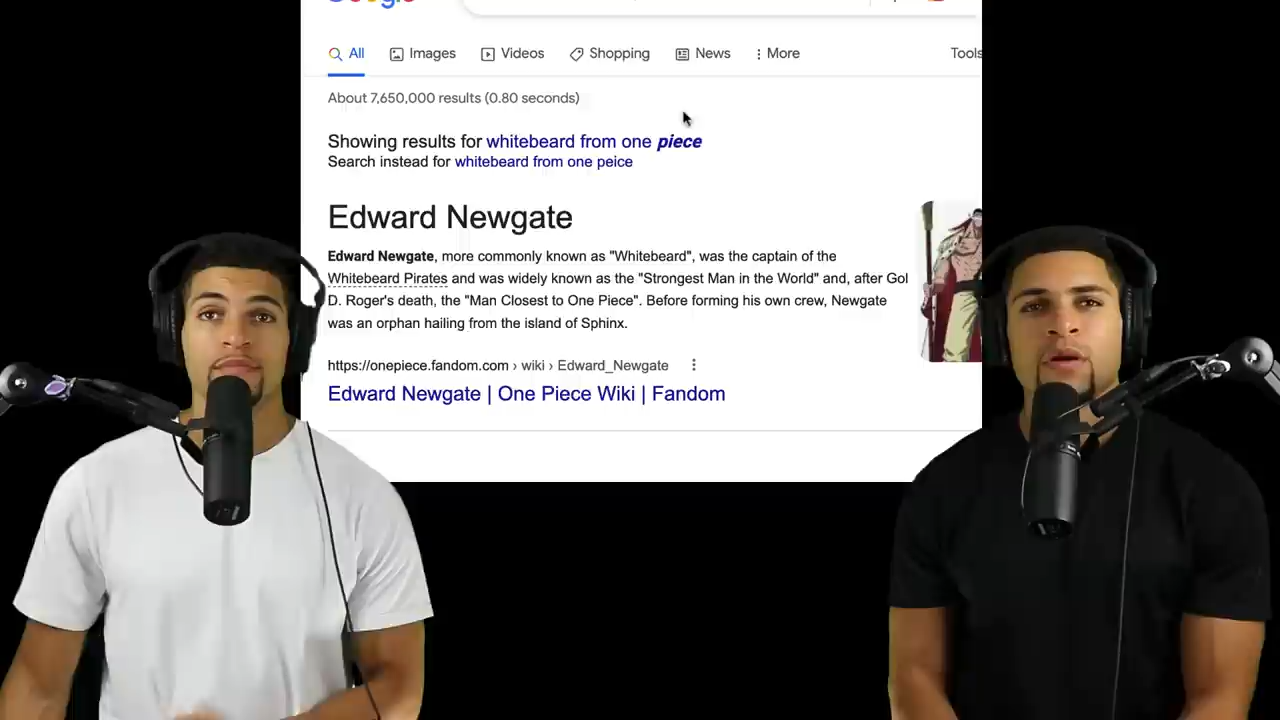 Google
All Images Videos Shopping News More Tools
About 7,650,000 results (0.80 seconds)
Showing results for whitebeard from one piece
Search instead for whitebeard from one peice
Edward Newgate
Edward Newgate, more commonly known as "Whitebeard", was the captain of the
Whitebeard Pirates and was widely known as the "Strongest Man in the World" and, after Gol
D. Roger's death, the "Man Closest to One Piece". Before forming his own crew, Newgate
was an orphan hailing from the island of Sphinx.
https://onepiece.fandom.com › wiki › Edward_Newgate
Edward Newgate | One Piece Wiki | Fandom